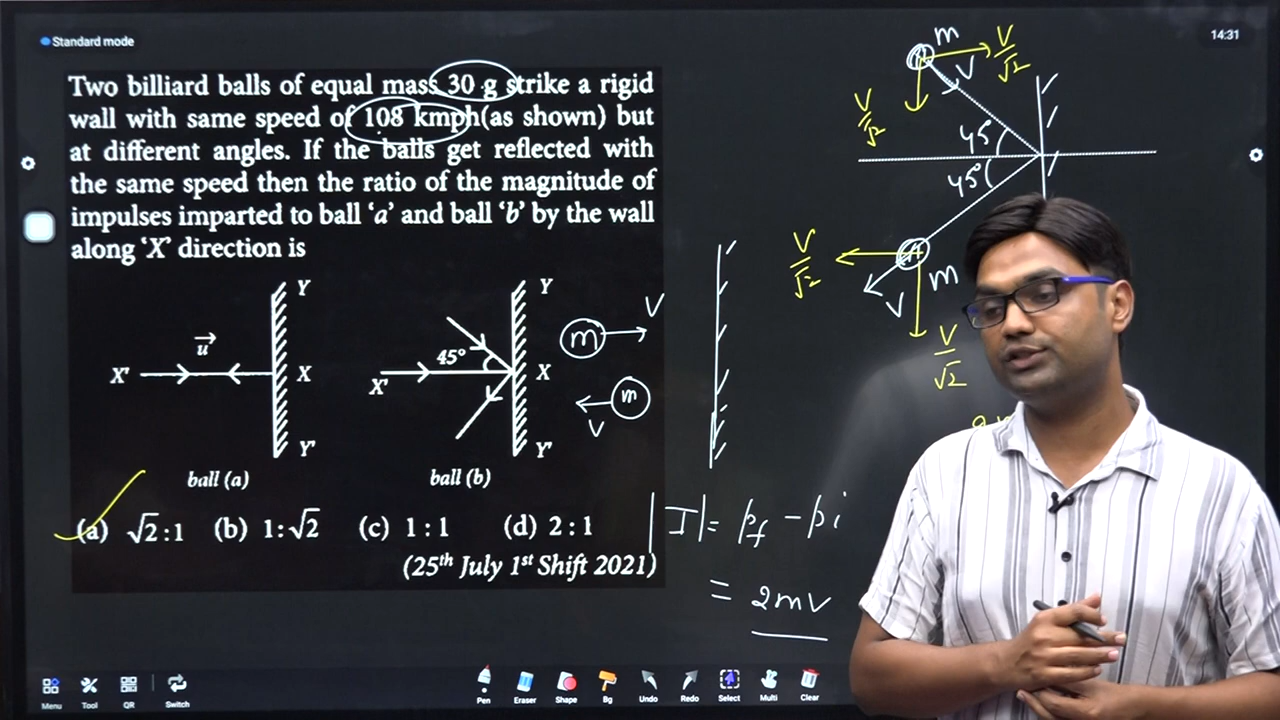 Standard mode
14:31
Two billiard balls of equal mass 30 g strike a rigid
wall with same speed of 108 kmph(as shown) but
at different angles. If the balls get reflected with
the same speed then the ratio of the magnitude of
impulses imparted to ball ‘a’ and ball ‘b’ by the wall
along ‘X’ direction is
X' u⃗ Y X Y'
ball (a)
X' 45° Y X Y'
ball (b)
(a) √2:1 (b) 1:√2 (c) 1:1 (d) 2:1
(25th July 1st Shift 2021)
m V
m V
m V/√2
V
V/√2
45°
45°
V/√2
m
V
V/√2
|I| = pf - pi
= 2mv
Menu Tool QR Switch Pen Eraser Shape Bg Undo Redo Select Multi Clear